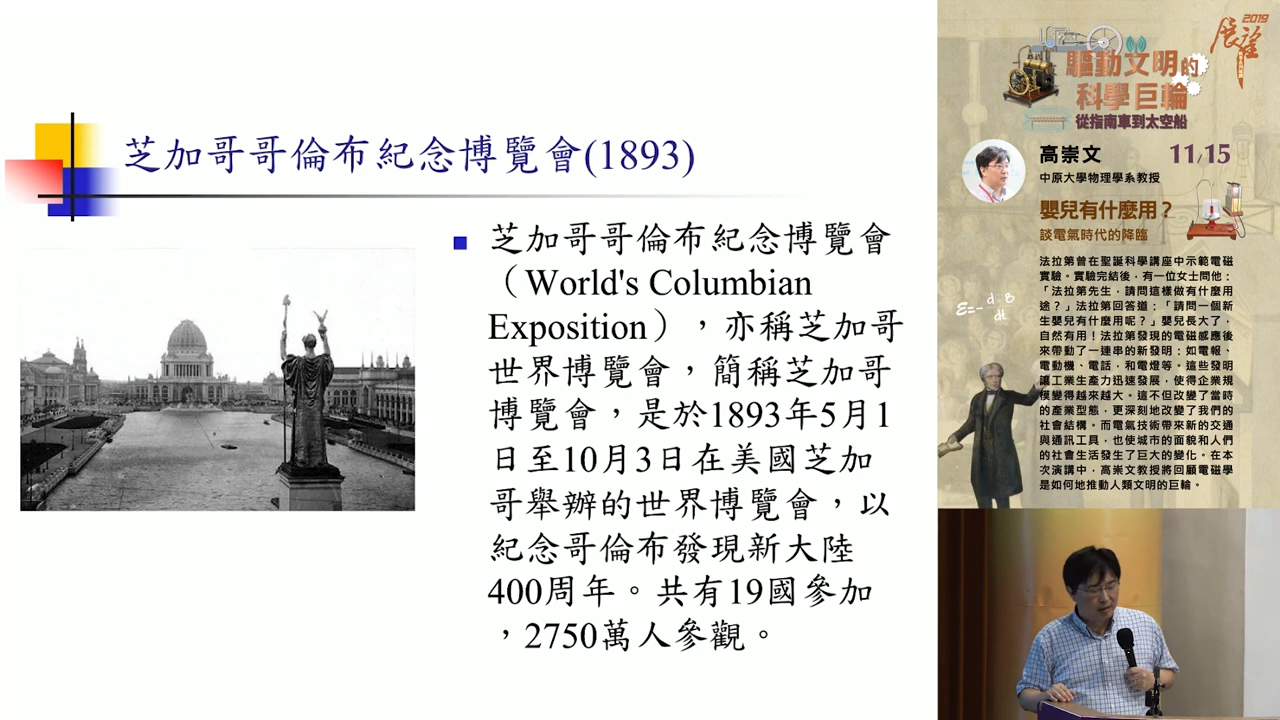 芝加哥哥倫布紀念博覽會(1893)
芝加哥哥倫布紀念博覽會
（World's Columbian
Exposition），亦稱芝加哥
世界博覽會，簡稱芝加哥
博覽會，是於1893年5月1
日至10月3日在美國芝加
哥舉辦的世界博覽會，以
紀念哥倫布發現新大陸
400周年。共有19國參加
，2750萬人參觀。
2019
展望
驅動文明的
科學巨輪
從指南車到太空船
高崇文
11/15
中原大學物理學系教授
嬰兒有什麼用？
談電氣時代的降臨
法拉第曾在聖誕科學講座中示範電磁
實驗。實驗完結後，有一位女士問他：
「法拉第先生，請問這樣做有什麼用
途？」法拉第回答道：「請問一個新
生嬰兒有什麼用呢？」嬰兒長大了，
自然有用！法拉第發現的電磁感應後
來帶動了一連串的新發明：如電報、
電動機、電話，和電燈等。這些發明
讓工業生產力迅速發展，使得企業規
模變得越來越大。這不但改變了當時
的產業型態，更深刻地改變了我們的
社會結構。而電氣技術帶來新的交通
與通訊工具，也使城市的面貌和人們
的社會生活發生了巨大的變化。在本
次演講中，高崇文教授將回顧電磁學
是如何地推動人類文明的巨輪。